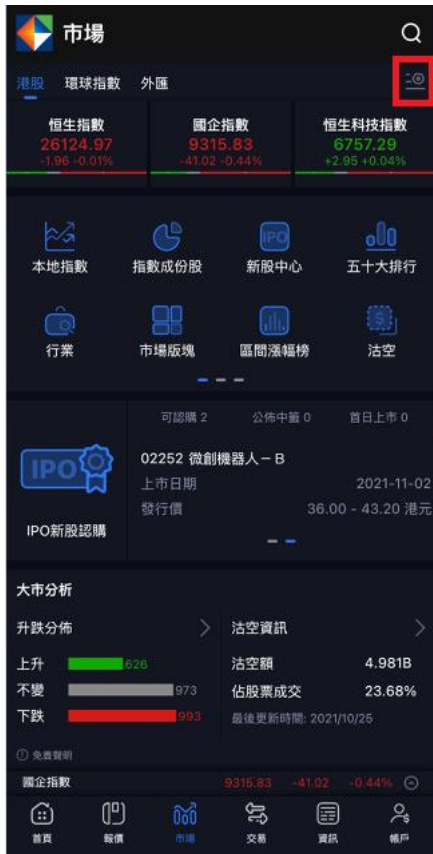 市場
港股 環球指數 外匯
恒生指數 國企指數 恒生科技指數
26124.97 9315.83 6757.29
-1.96 -0.01% -41.02 -0.44% +2.95 +0.04%
IPO
本地指數 指數成份股 新股中心 五十大排行
行業 市場版塊 區間漲幅榜 沽空
可認購 2 公佈中籤 0 首日上市 0
IPO
02252 微創機器人－B
上市日期 2021-11-02
發行價 36.00 - 43.20 港元
IPO新股認購
大市分析
升跌分佈 沽空資訊
上升 626 沽空額 4.981B
不變 973 佔股票成交 23.68%
下跌 993 最後更新時間: 2021/10/25
免責聲明
國企指數 9315.83 -41.02 -0.44%
首頁 報價 市場 交易 資訊 帳戶